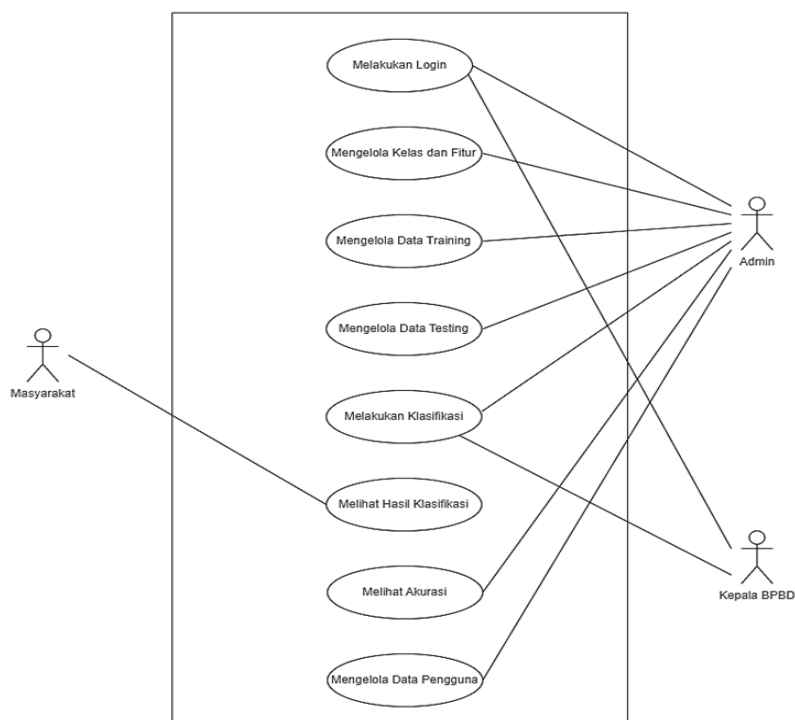 Melakukan Login
Mengelola Kelas dan Fitur
Mengelola Data Training
Admin
Mengelola Data Testing
Masyarakat
Melakukan Klasifikasi
Melihat Hasil Klasifikasi
Melihat Akurasi
Kepala BPBD
Mengelola Data Pengguna